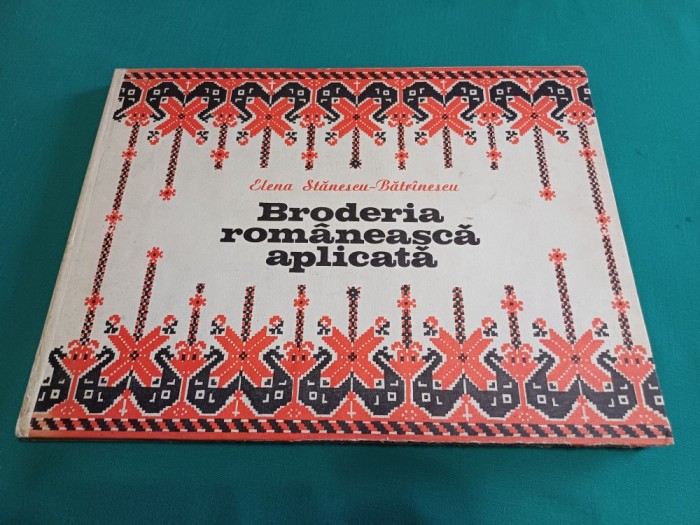 Elena Stănescu-Bătrînescu
Broderia
românească
aplicată